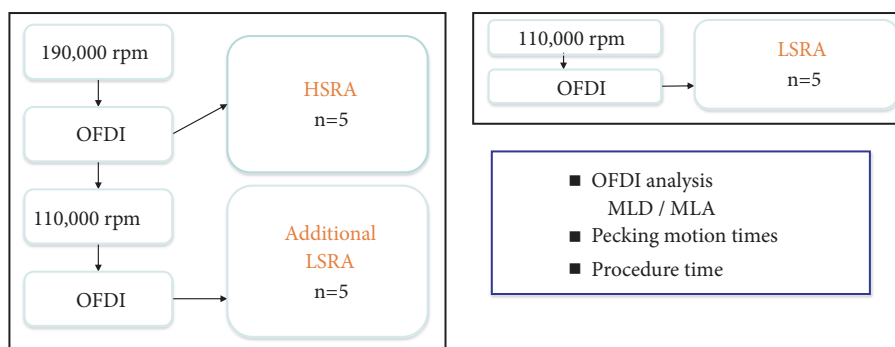 190,000 rpm
OFDI
HSRA
n=5
110,000 rpm
OFDI
Additional
LSRA
n=5
110,000 rpm
OFDI
LSRA
n=5
■ OFDI analysis
MLD / MLA
■ Pecking motion times
■ Procedure time